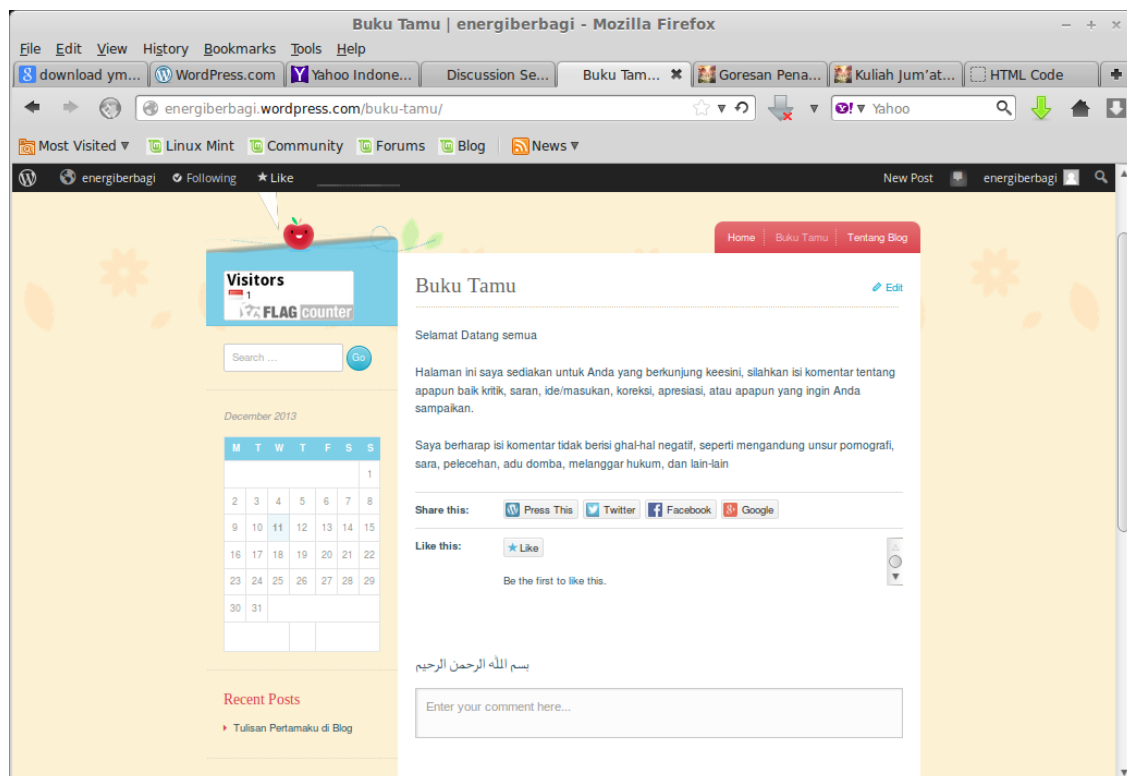 Buku Tamu | energiberbagi - Mozilla Firefox
File Edit View History Bookmarks Tools Help
download ym... WordPress.com Yahoo Indone... Discussion Se... Buku Tam... Goresan Pena... Kuliah Jum'at... HTML Code
energiberbagi.wordpress.com/buku-tamu/ Yahoo
Most Visited Linux Mint Community Forums Blog News
energiberbagi Following Like New Post energiberbagi
Home Buku Tamu Tentang Blog
Visitors
1
FLAG counter
Search ... Go
December 2013
M T W T F S S
1
2 3 4 5 6 7 8
9 10 11 12 13 14 15
16 17 18 19 20 21 22
23 24 25 26 27 28 29
30 31
Recent Posts
Tulisan Pertamaku di Blog
Buku Tamu Edit
Selamat Datang semua
Halaman ini saya sediakan untuk Anda yang berkunjung keesini, silahkan isi komentar tentang
apapun baik kritik, saran, ide/masukan, koreksi, apresiasi, atau apapun yang ingin Anda
sampaikan.
Saya berharap isi komentar tidak berisi ghal-hal negatif, seperti mengandung unsur pornografi,
sara, pelecehan, adu domba, melanggar hukum, dan lain-lain
Share this: Press This Twitter Facebook Google
Like this: Like
Be the first to like this.
بسم الله الرحمن الرحيم
Enter your comment here...